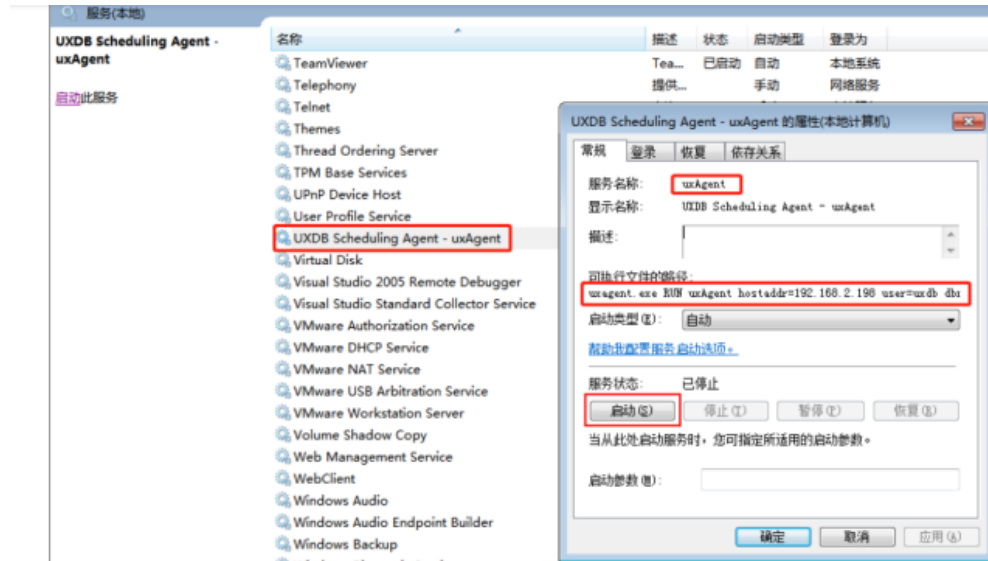 服务(本地)
UXDB Scheduling Agent -
uxAgent
启动此服务
名称 描述 状态 启动类型 登录为
TeamViewer Tea... 已启动 自动 本地系统
Telephony 提供... 手动 网络服务
Telnet
Themes
Thread Ordering Server
TPM Base Services
UPnP Device Host
User Profile Service
UXDB Scheduling Agent - uxAgent
Virtual Disk
Visual Studio 2005 Remote Debugger
Visual Studio Standard Collector Service
VMware Authorization Service
VMware DHCP Service
VMware NAT Service
VMware USB Arbitration Service
VMware Workstation Server
Volume Shadow Copy
Web Management Service
WebClient
Windows Audio
Windows Audio Endpoint Builder
Windows Backup
UXDB Scheduling Agent - uxAgent 的属性(本地计算机)
常规 登录 恢复 依存关系
服务名称: uxAgent
显示名称: UXDB Scheduling Agent - uxAgent
描述:
可执行文件的路径:
uxagent.exe RUN uxAgent hostaddr=192.168.2.198 user=uxdb
启动类型(E): 自动
帮助我配置服务启动选项。
服务状态: 已停止
启动(S) 停止(T) 暂停(P) 恢复(R)
当从此处启动服务时，您可指定所适用的启动参数。
启动参数(M):
确定 取消 应用(A)